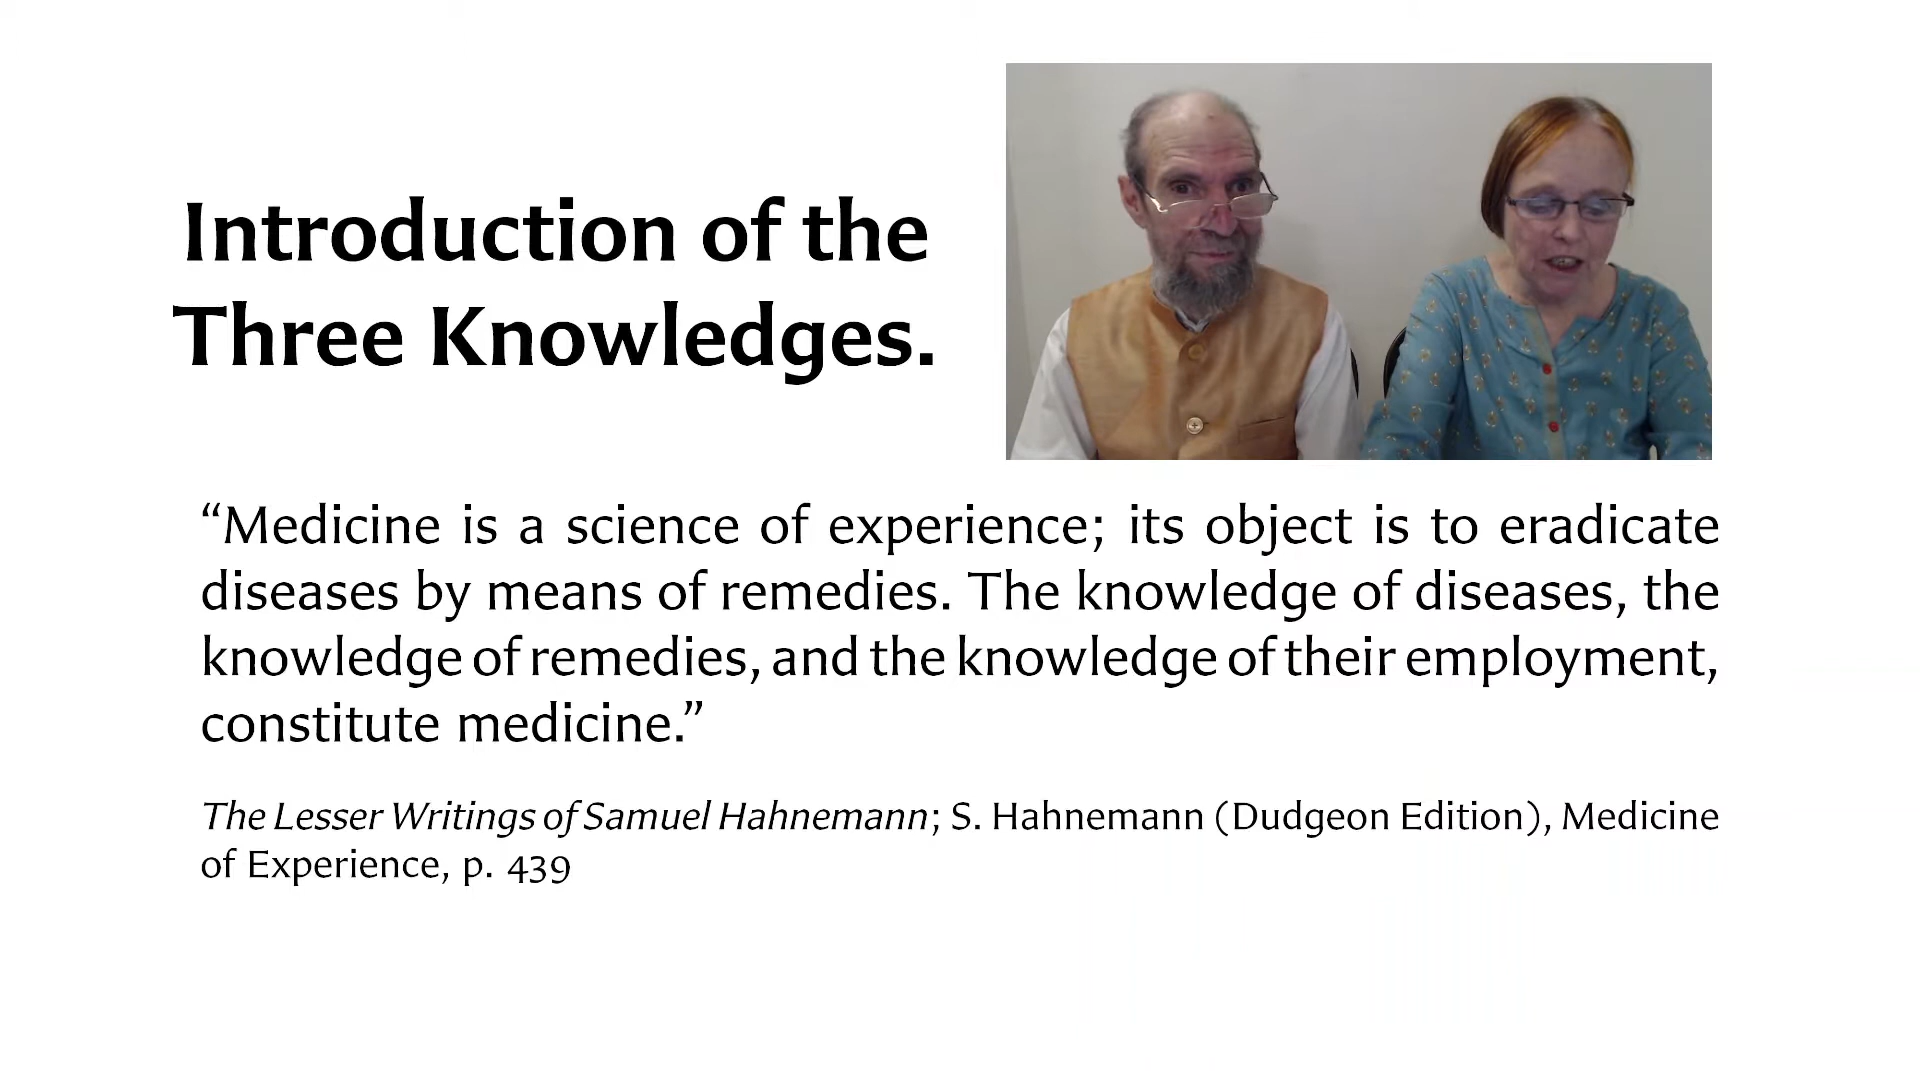 Introduction of the
Three Knowledges.
“Medicine is a science of experience; its object is to eradicate
diseases by means of remedies. The knowledge of diseases, the
knowledge of remedies, and the knowledge of their employment,
constitute medicine.”
The Lesser Writings of Samuel Hahnemann; S. Hahnemann (Dudgeon Edition), Medicine
of Experience, p. 439